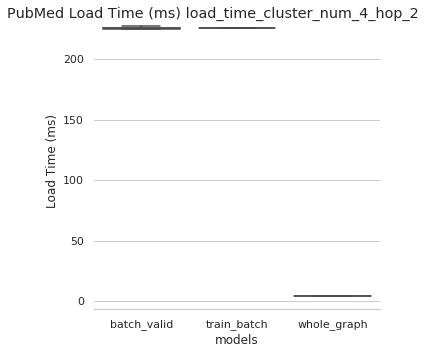 PubMed Load Time (ms) load_time_cluster_num_4_hop_2
200
150
100
50
0
Load Time (ms)
batch_valid train_batch whole_graph
models